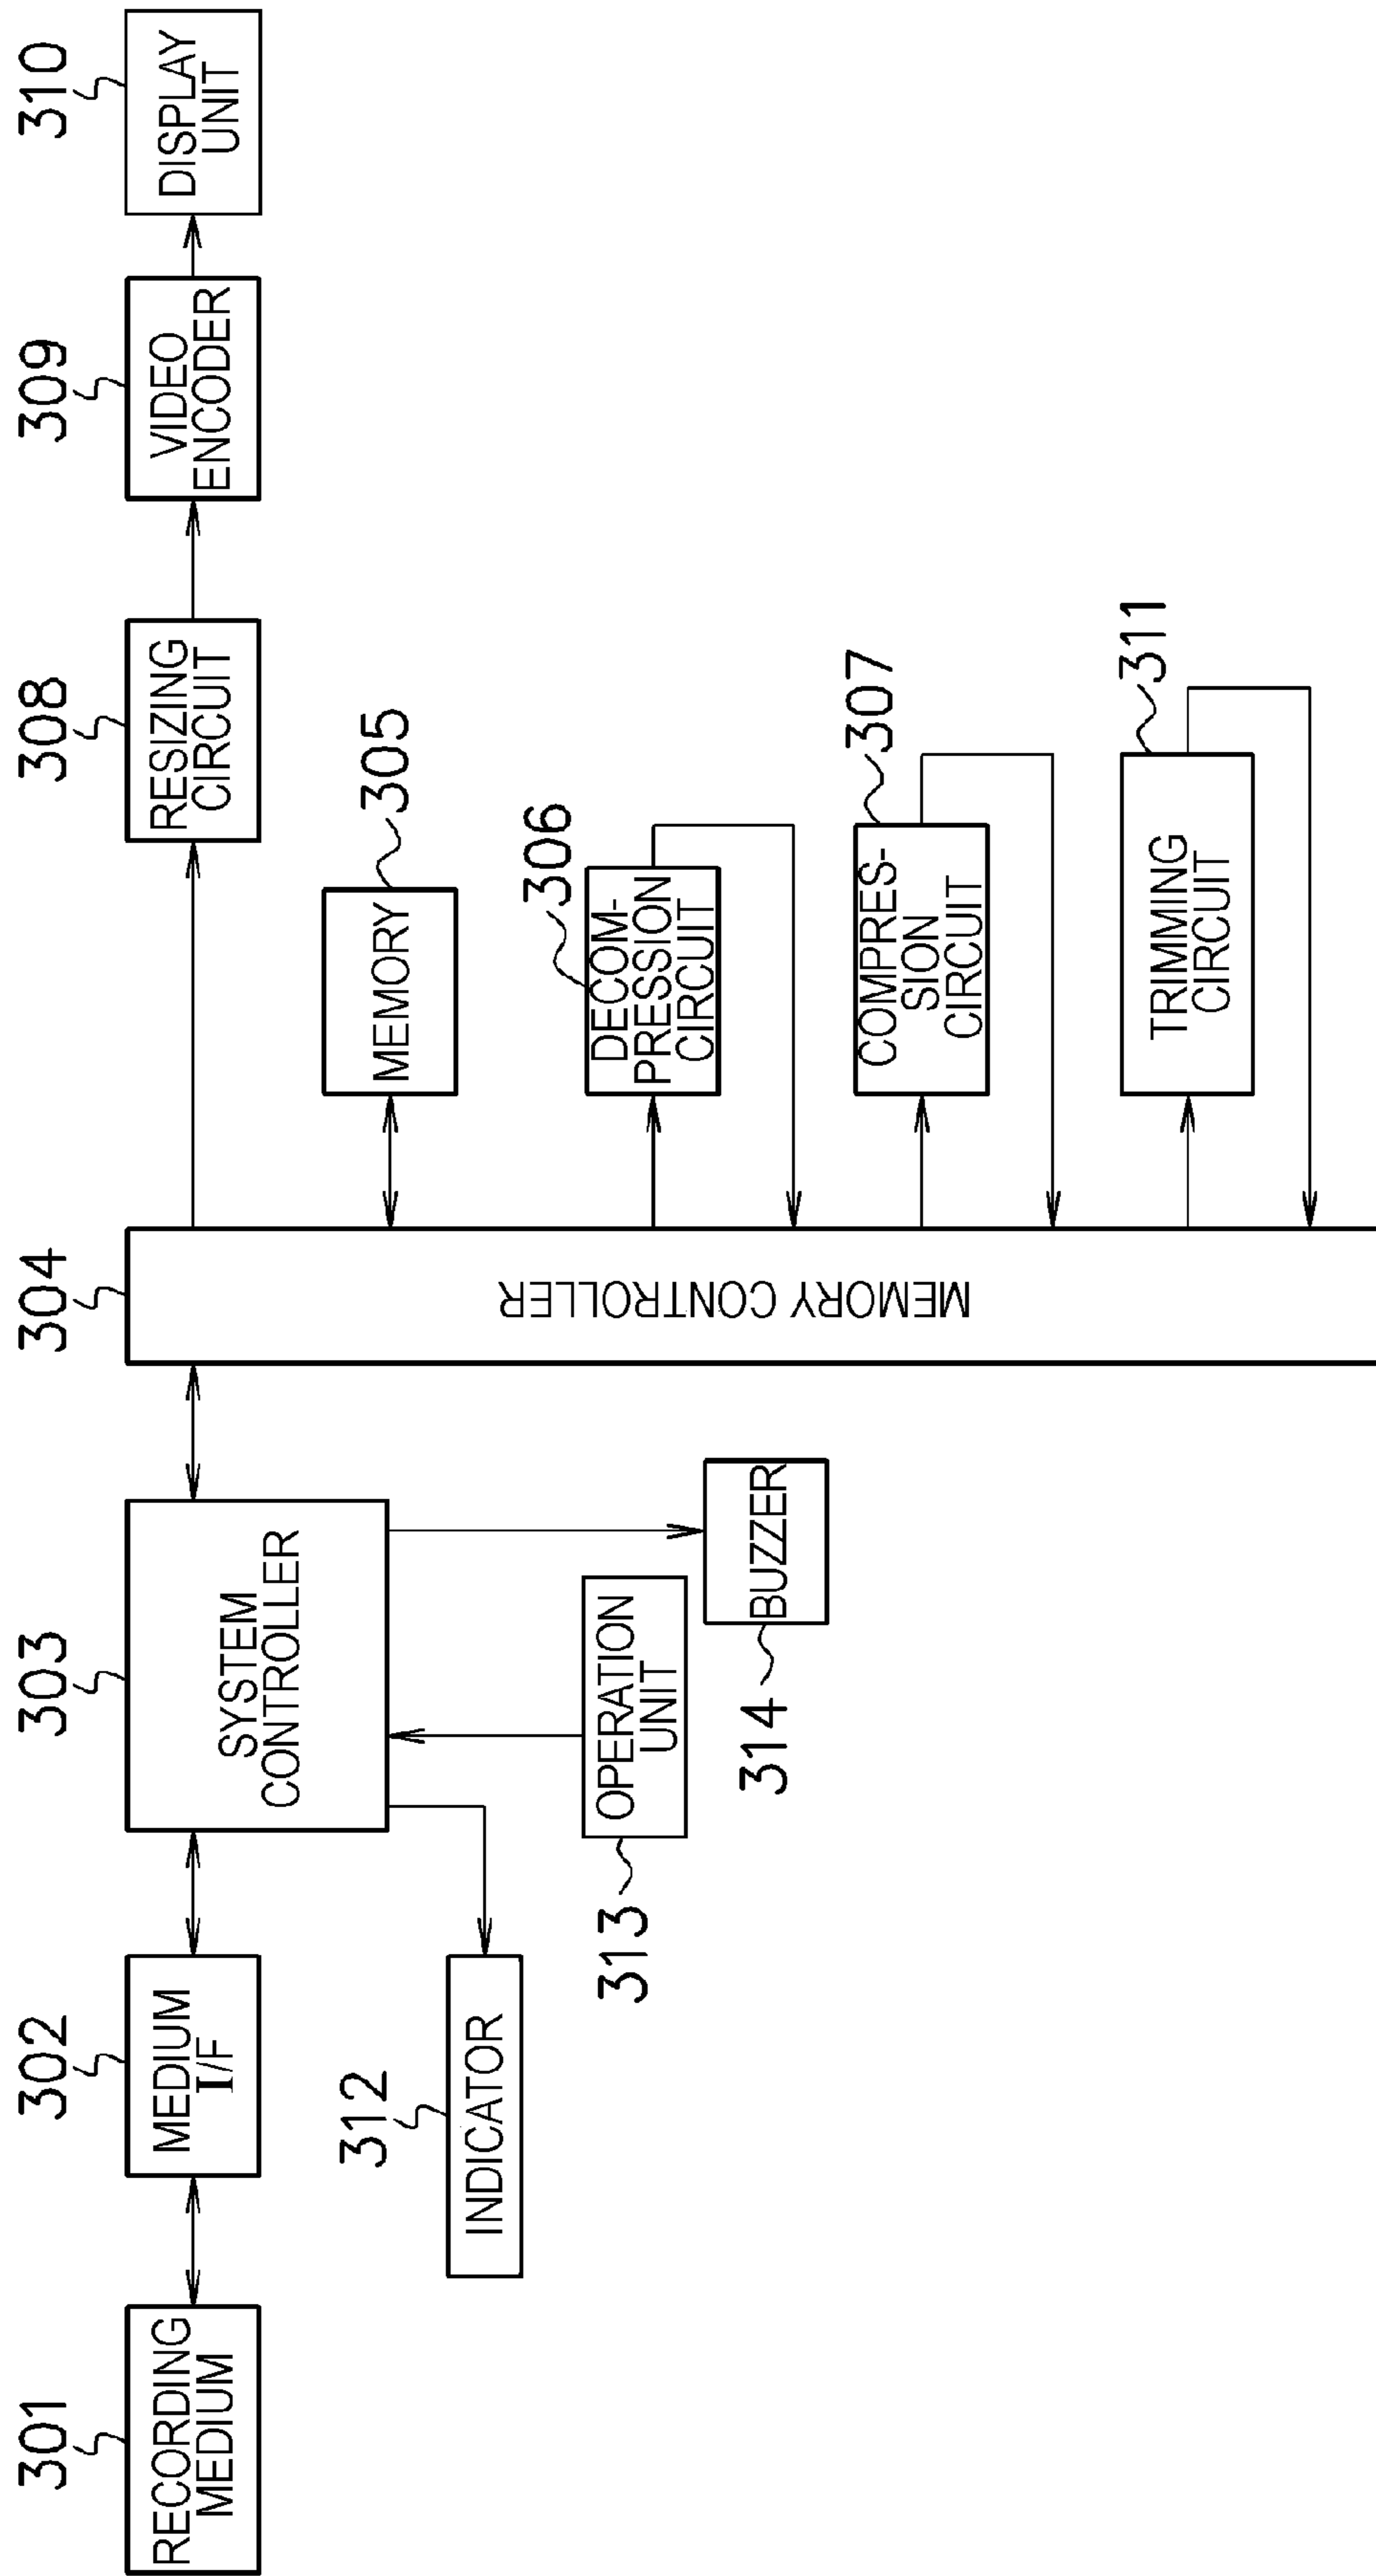 301
RECORDING
MEDIUM
302
MEDIUM
I/F
303
SYSTEM
CONTROLLER
304
MEMORY CONTROLLER
308
RESIZING
CIRCUIT
309
VIDEO
ENCODER
310
DISPLAY
UNIT
312
INDICATOR
313
OPERATION
UNIT
314
BUZZER
305
MEMORY
306
DECOM-
PRESSION
CIRCUIT
307
COMPRES-
SION
CIRCUIT
311
TRIMMING
CIRCUIT